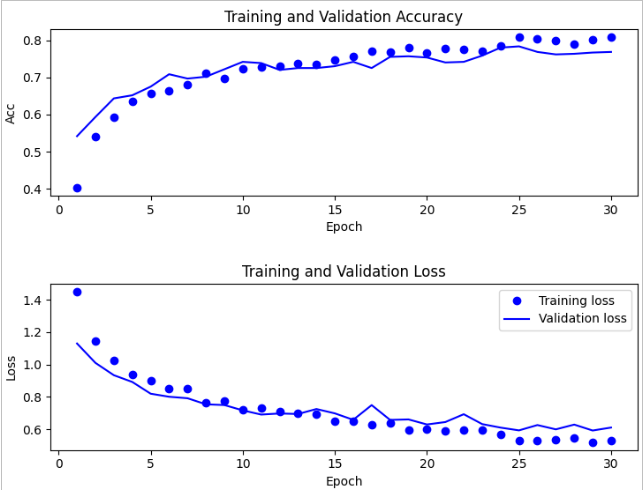 Training and Validation Accuracy
Acc
0.8
0.7
0.6
0.5
0.4
0 5 10 15 20 25 30
Epoch
Training and Validation Loss
Loss
1.4
1.2
1.0
0.8
0.6
Training loss
Validation loss
0 5 10 15 20 25 30
Epoch